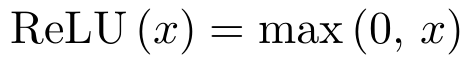 ReLU (x) = max (0, x)